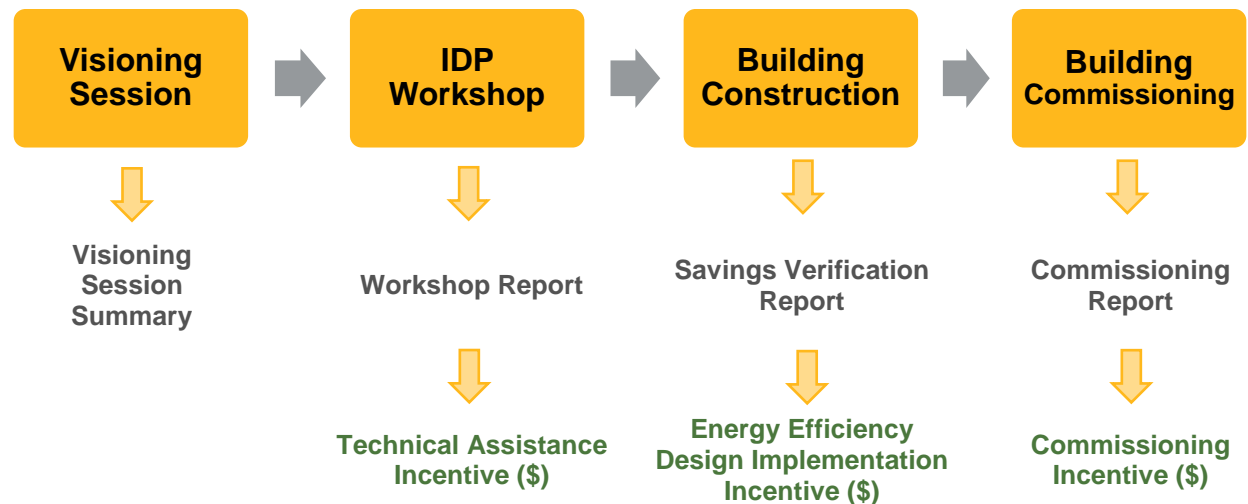 Visioning
Session
IDP
Workshop
Building
Construction
Building
Commissioning
Visioning
Session
Summary
Workshop Report
Savings Verification
Report
Commissioning
Report
Technical Assistance
Incentive ($)
Energy Efficiency
Design Implementation
Incentive ($)
Commissioning
Incentive ($)